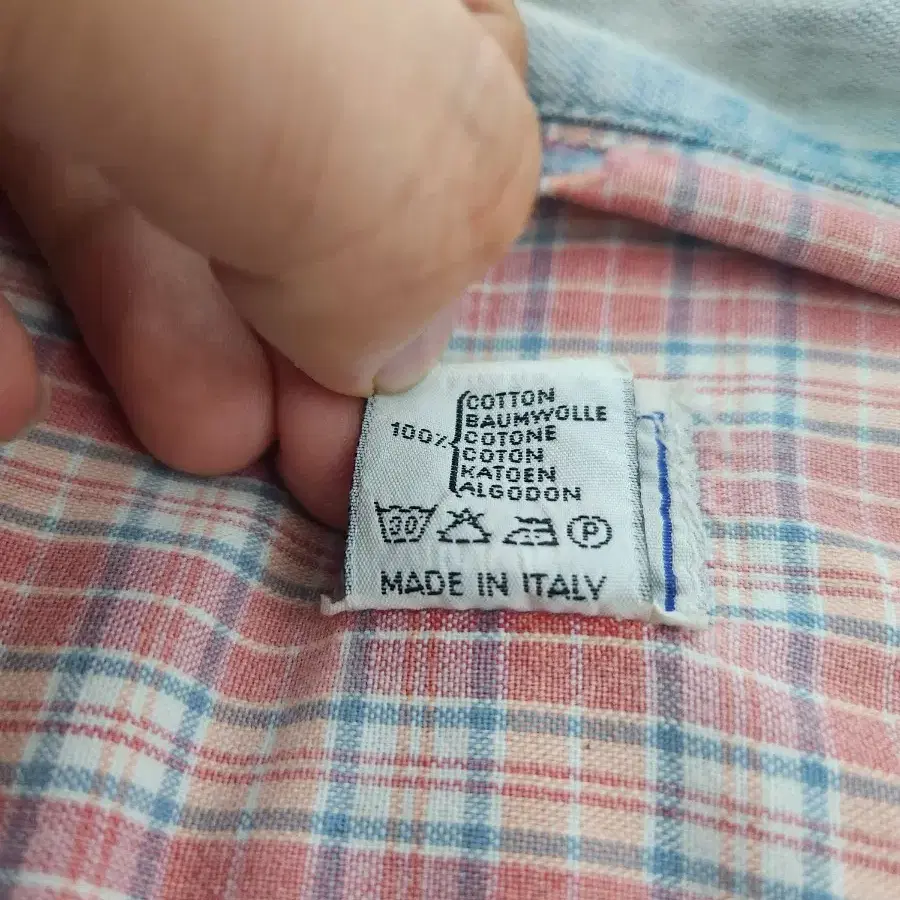 100%
COTTON
BAUMWOLLE
COTONE
COTON
KATOEN
ALGODON
30
P
MADE IN ITALY